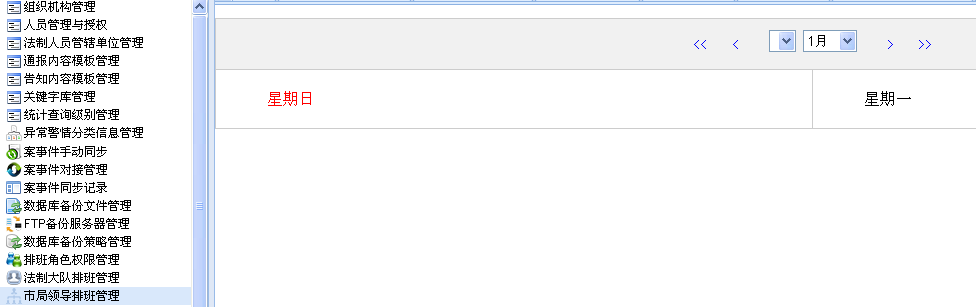 组织机构管理
人员管理与授权
法制人员管辖单位管理
通报内容模板管理
告知内容模板管理
关键字库管理
统计查询级别管理
异常警情分类信息管理
案事件手动同步
案事件对接管理
案事件同步记录
数据库备份文件管理
FTP备份服务器管理
数据库备份策略管理
排班角色权限管理
法制大队排班管理
市局领导排班管理
<< < 1月 > >>
星期日 星期一